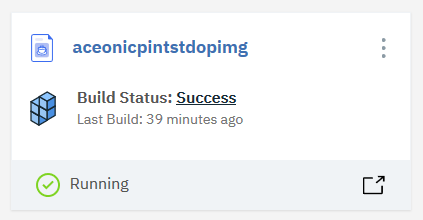 aceonicpintstdopimg
Build Status: Success
Last Build: 39 minutes ago
Running